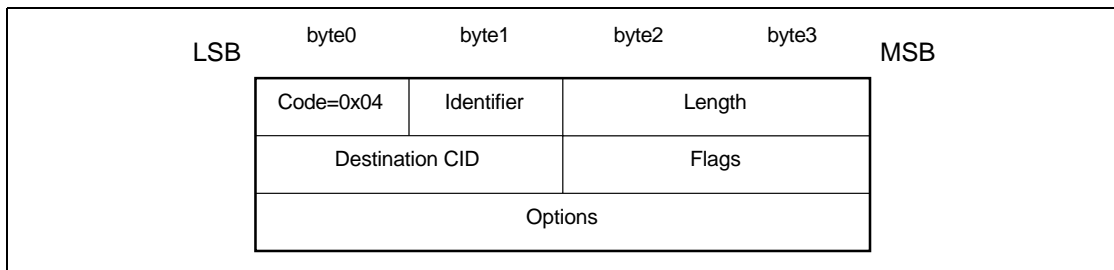 byte0 byte1 byte2 byte3
LSB MSB
Code=0x04 Identifier Length
Destination CID Flags
Options